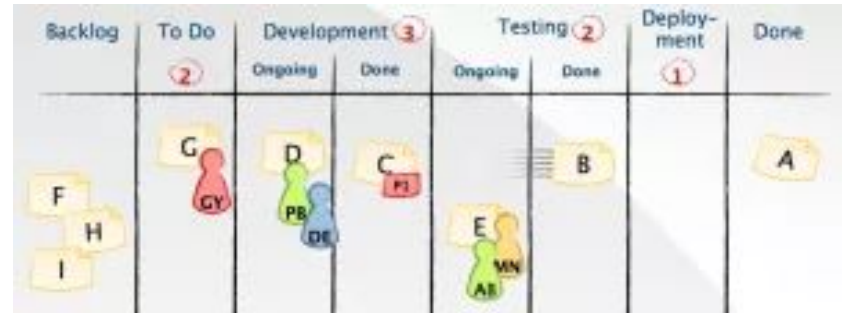 Backlog
To Do
2
Development 3
Ongoing
Done
Testing 2
Ongoing
Done
Deploy-
ment
1
Done
F
H
I
G
GY
D
PB
DE
C
P1
E
MN
AB
B
A